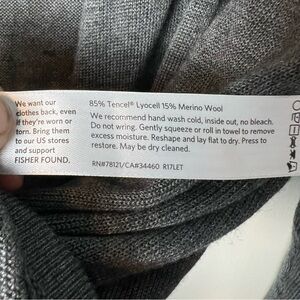 We want our
clothes back, even
if they're worn or
torn. Bring them
to our US stores
and support
FISHER FOUND.
85% Tencel® Lyocell 15% Merino Wool
We recommend hand wash cold, inside out, no bleach.
Do not wring. Gently squeeze or roll in towel to remove
excess moisture. Reshape and lay flat to dry. Press to
restore. May be dry cleaned.
RN#78121/CA#34460 R17LET